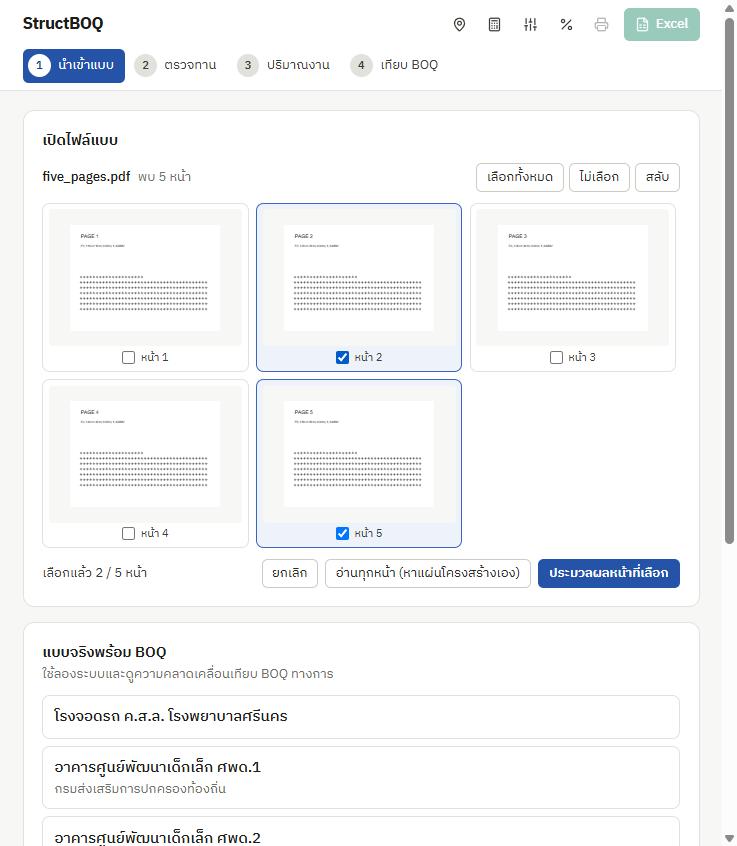 StructBOQ
Excel
1 นำเข้าแบบ 2 ตรวจทาน 3 ปริมาณงาน 4 เทียบ BOQ
เปิดไฟล์แบบ
five_pages.pdf พบ 5 หน้า
เลือกทั้งหมด ไม่เลือก สลับ
PAGE 1 PAGE 2 PAGE 3
หน้า 1 หน้า 2 หน้า 3
PAGE 4 PAGE 5
หน้า 4 หน้า 5
เลือกแล้ว 2 / 5 หน้า ยกเลิก อ่านทุกหน้า (หาแผ่นโครงสร้างเอง) ประมวลผลหน้าที่เลือก
แบบจริงพร้อม BOQ
ใช้ลองระบบและดูความคลาดเคลื่อนเทียบ BOQ ทางการ
โรงจอดรถ ค.ส.ล. โรงพยาบาลศรีนคร
อาคารศูนย์พัฒนาเด็กเล็ก ศพด.1
กรมส่งเสริมการปกครองท้องถิ่น
อาคารศูนย์พัฒนาเด็กเล็ก ศพด.2